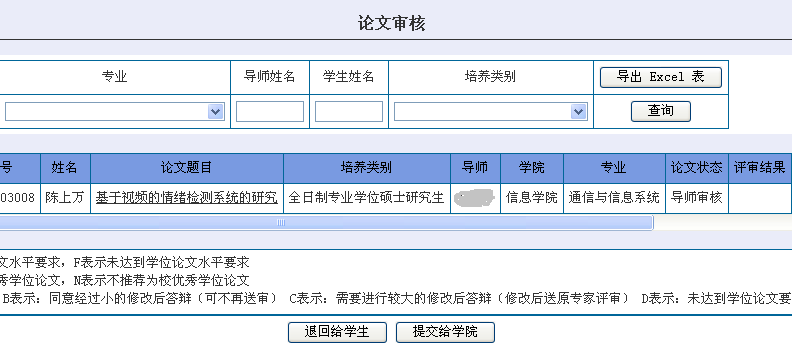 论文审核
专业 导师姓名 学生姓名 培养类别 导出 Excel 表
查询
号 姓名 论文题目 培养类别 导师 学院 专业 论文状态 评审结果
03008 陈上万 基于视频的情绪检测系统的研究 全日制专业学位硕士研究生 信息学院 通信与信息系统 导师审核
文水平要求，F表示未达到学位论文水平要求
秀学位论文，N表示不推荐为校优秀学位论文
B表示：同意经过小的修改后答辩（可不再送审） C表示：需要进行较大的修改后答辩（修改后送原专家评审） D表示：未达到学位论文要
退回给学生 提交给学院